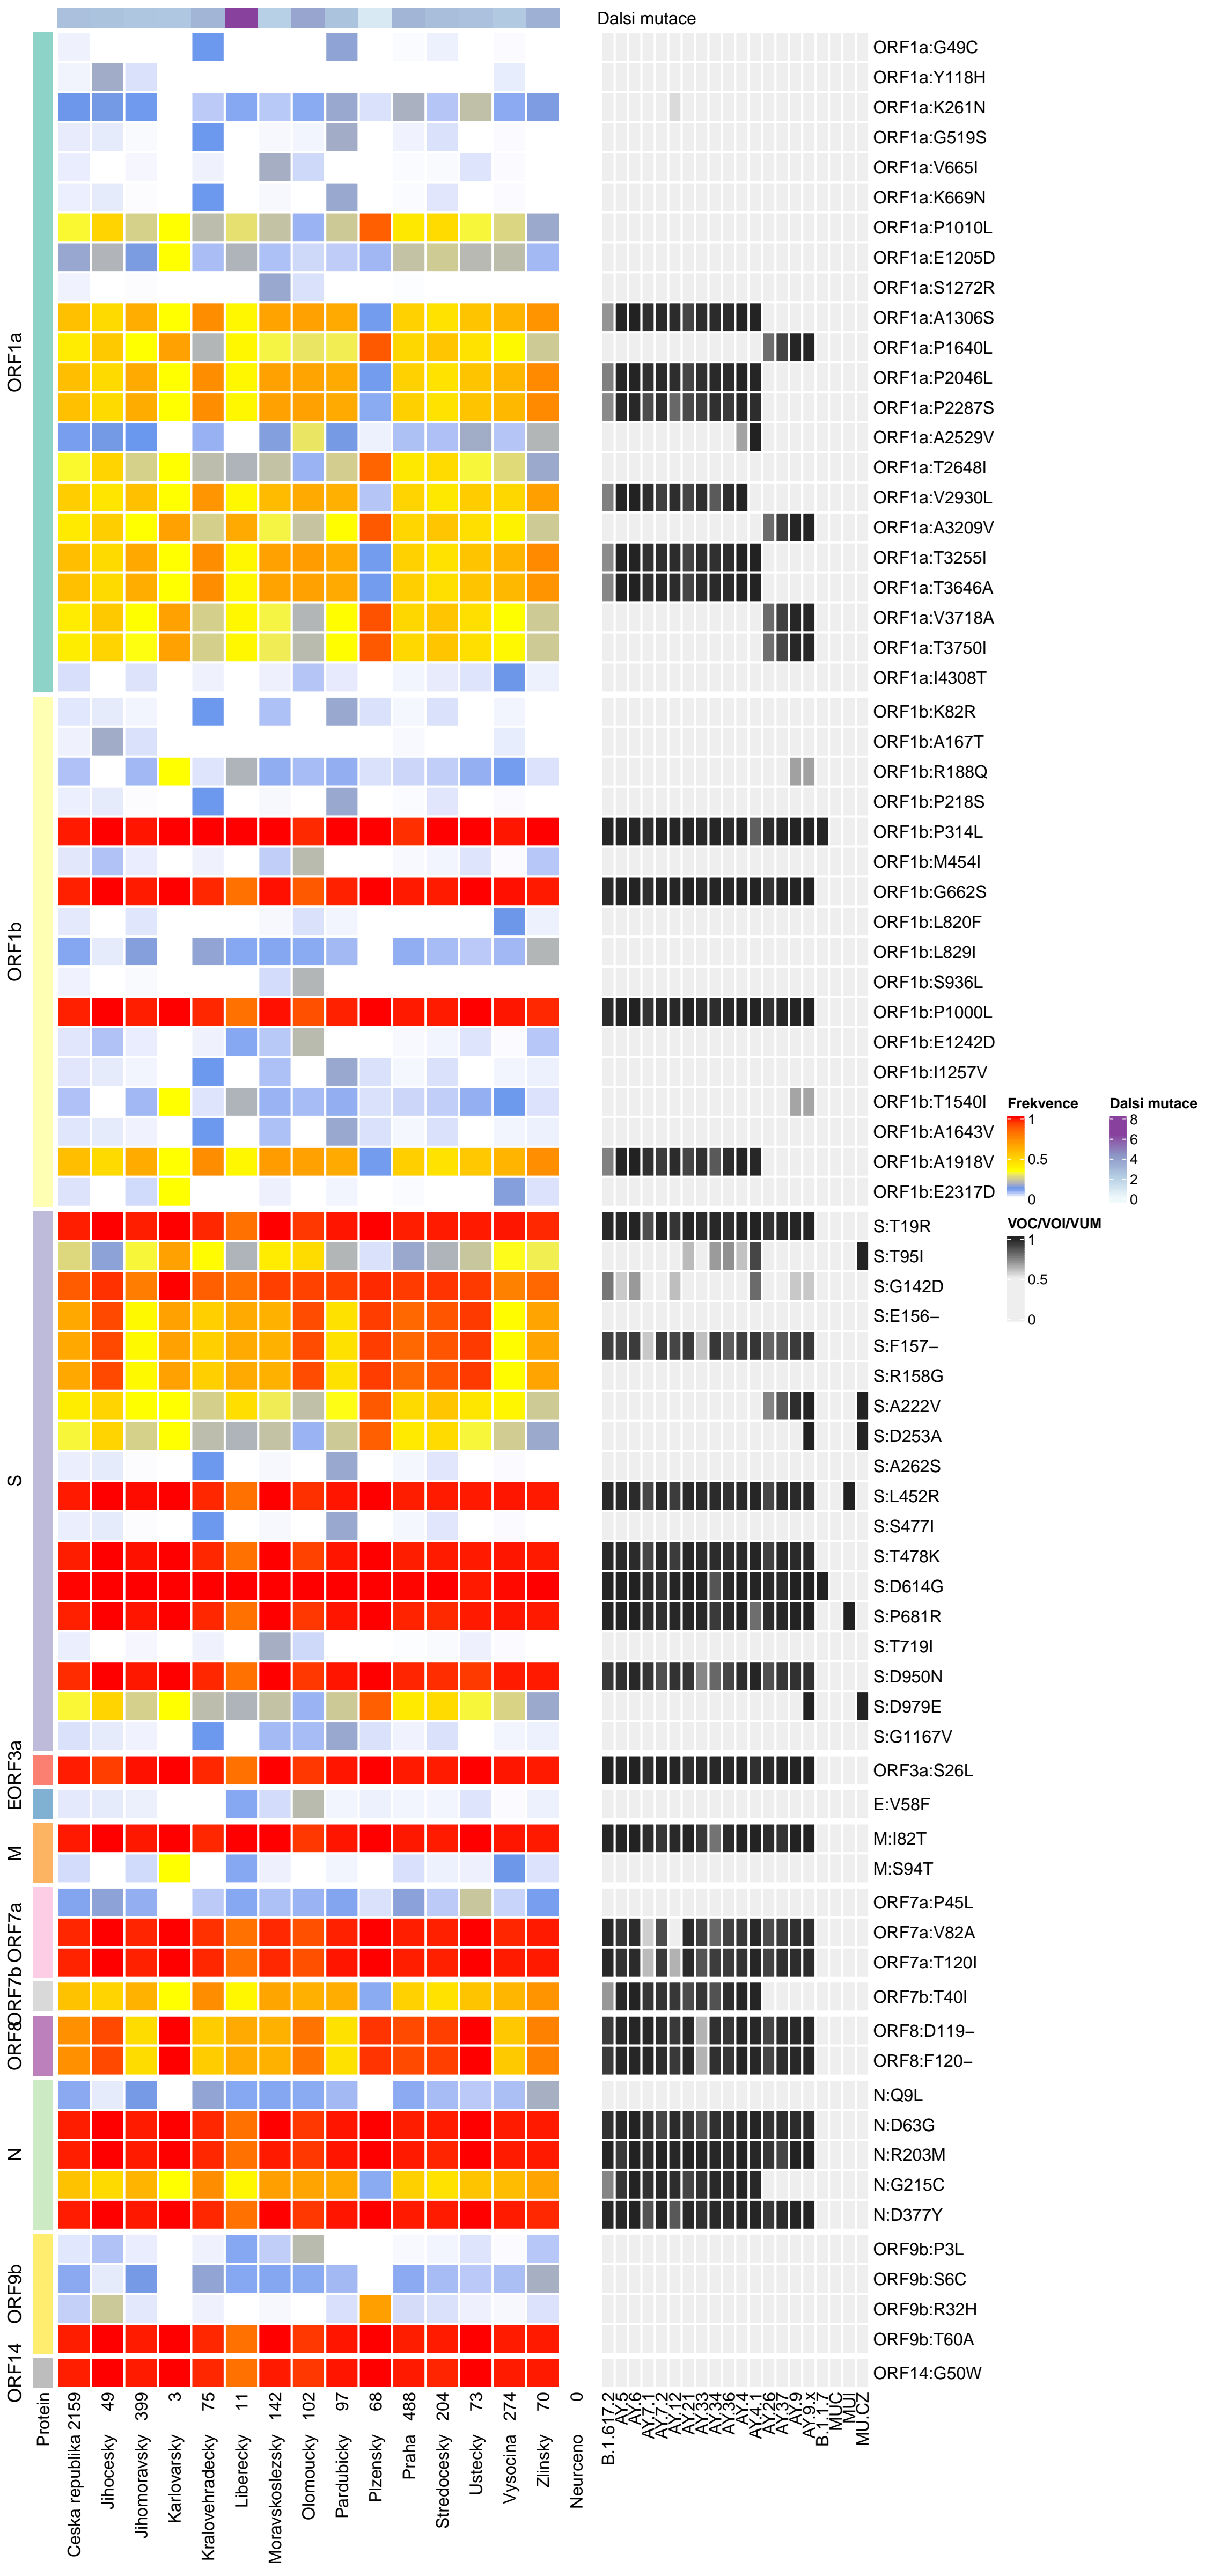 Dalsi mutace
ORF1a:G49C
ORF1a:Y118H
ORF1a:K261N
ORF1a:G519S
ORF1a:V665I
ORF1a:K669N
ORF1a:P1010L
ORF1a:E1205D
ORF1a:S1272R
ORF1a:A1306S
ORF1a:P1640L
ORF1a:P2046L
ORF1a:P2287S
ORF1a:A2529V
ORF1a:T2648I
ORF1a:V2930L
ORF1a:A3209V
ORF1a:T3255I
ORF1a:T3646A
ORF1a:V3718A
ORF1a:T3750I
ORF1a:I4308T
ORF1b:K82R
ORF1b:A167T
ORF1b:R188Q
ORF1b:P218S
ORF1b:P314L
ORF1b:M454I
ORF1b:G662S
ORF1b:L820F
ORF1b:L829I
ORF1b:S936L
ORF1b:P1000L
ORF1b:E1242D
ORF1b:I1257V
ORF1b:T1540I
ORF1b:A1643V
ORF1b:A1918V
ORF1b:E2317D
S:T19R
S:T95I
S:G142D
S:E156−
S:F157−
S:R158G
S:A222V
S:D253A
S:A262S
S:L452R
S:S477I
S:T478K
S:D614G
S:P681R
S:T719I
S:D950N
S:D979E
S:G1167V
ORF3a:S26L
E:V58F
M:I82T
M:S94T
ORF7a:P45L
ORF7a:V82A
ORF7a:T120I
ORF7b:T40I
ORF8:D119−
ORF8:F120−
N:Q9L
N:D63G
N:R203M
N:G215C
N:D377Y
ORF9b:P3L
ORF9b:S6C
ORF9b:R32H
ORF9b:T60A
ORF14:G50W
ORF1a
ORF1b
S
ORF3a
E
M
ORF7a
ORF7b
ORF8
N
ORF9b
ORF14
Frekvence
1
0.5
0
Dalsi mutace
8
6
4
2
0
VOC/VOI/VUM
1
0.5
0
Protein
Ceska republika 2159
Jihocesky 49
Jihomoravsky 399
Karlovarsky 3
Kralovehradecky 75
Liberecky 11
Moravskoslezsky 142
Olomoucky 102
Pardubicky 97
Plzensky 68
Praha 488
Stredocesky 204
Ustecky 73
Vysocina 274
Zlinsky 70
Neurceno 0
B.1.617.2
AY.5
AY.6
AY.7.1
AY.7.2
AY.12
AY.21
AY.33
AY.34
AY.36
AY.4
AY.4.1
AY.26
AY.37
AY.9
AY.9.x
B.1.1.7
MU.C
MU.I
MU.CZ